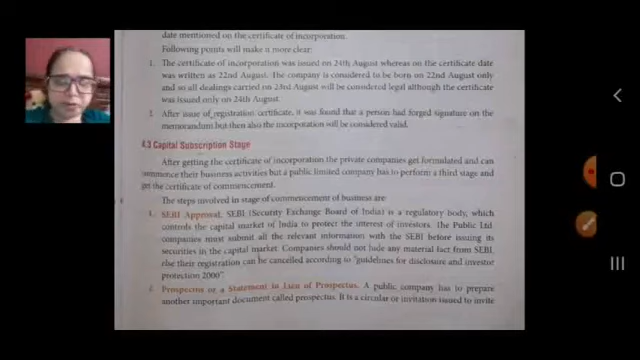 date mentioned on the certificate of incorporation.
Following points will make it more clear:
1. The certificate of incorporation was issued on 24th August whereas on the certificate date
was written as 22nd August. The company is considered to be born on 22nd August only
and so all dealings carried on 23rd August will be considered legal although the certificate
was issued only on 24th August.
2. After issue of registration certificate, it was found that a person had forged signature on the
memorandum but then also the incorporation will be considered valid.
4.3 Capital Subscription Stage
After getting the certificate of incorporation the private companies get formulated and can
commence their business activities but a public limited company has to perform a third stage and
get the certificate of commencement.
The steps involved in stage of commencement of business are
1. SEBI Approval. SEBI (Security Exchange Board of India) is a regulatory body, which
controls the capital market of India to protect the interest of investors. The Public Ltd.
companies must submit all the relevant information with the SEBI before issuing its
securities in the capital market. Companies should not hide any material fact from SEBI,
else their registration can be cancelled according to "guidelines for disclosure and investor
protection 2000".
2. Prospectus or a Statement in Lieu of Prospectus. A public company has to prepare
another important document called prospectus. It is a circular or invitation issued to invite